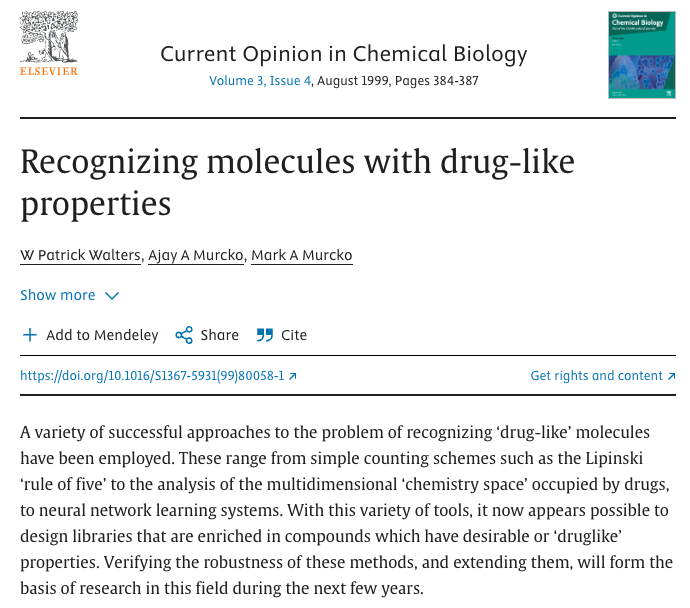 ELSEVIER
Current Opinion in Chemical Biology
Volume 3, Issue 4, August 1999, Pages 384-387
Current Opinion in
Chemical Biology
Recognizing molecules with drug-like
properties
W Patrick Walters, Ajay A Murcko, Mark A Murcko
Show more
Add to Mendeley Share Cite
https://doi.org/10.1016/S1367-5931(99)80058-1
Get rights and content
A variety of successful approaches to the problem of recognizing ‘drug-like’ molecules
have been employed. These range from simple counting schemes such as the Lipinski
‘rule of five’ to the analysis of the multidimensional ‘chemistry space’ occupied by drugs,
to neural network learning systems. With this variety of tools, it now appears possible to
design libraries that are enriched in compounds which have desirable or ‘druglike’
properties. Verifying the robustness of these methods, and extending them, will form the
basis of research in this field during the next few years.